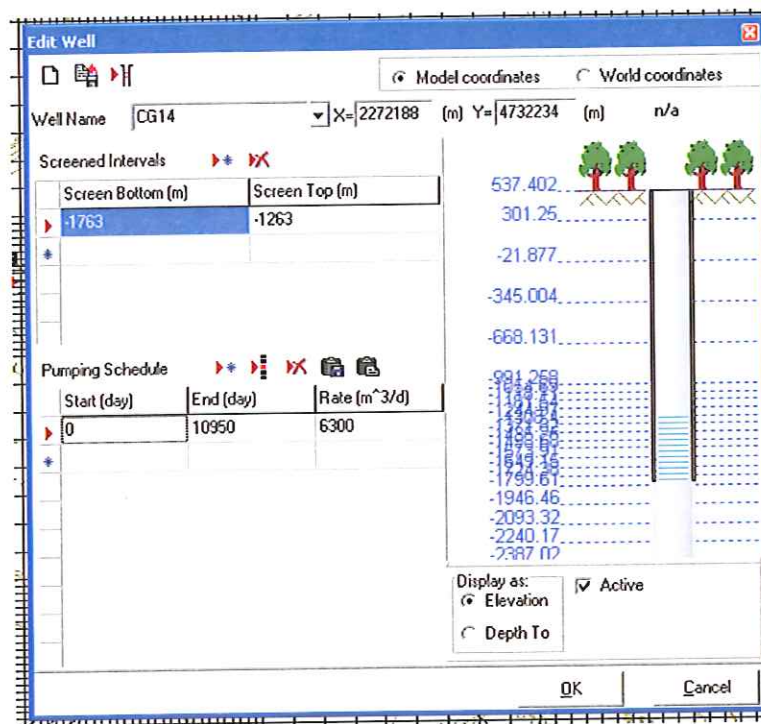 Edit Well
Model coordinates
World coordinates
Well Name
CG14
X= 2272188 (m) Y= 4732234 (m) n/a
Screened Intervals
Screen Bottom (m) Screen Top (m)
-1763 -1263
Pumping Schedule
Start (day) End (day) Rate (m^3/d)
0 10950 6300
537.402
301.25
-21.877
-345.004
-668.131
-991.258
-1799.61
-1946.46
-2093.32
-2240.17
-2387.02
Display as:
Elevation
Depth To
Active
OK Cancel